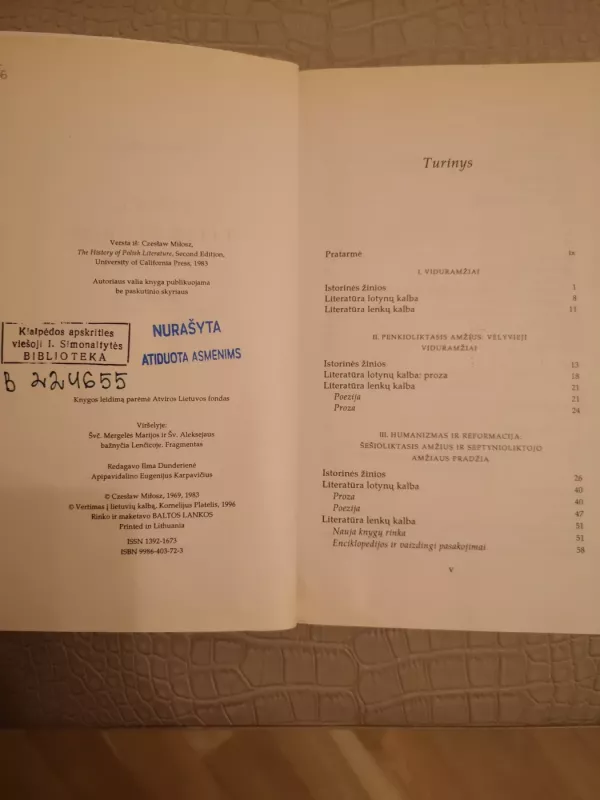 6
Versta iš: Czesław Miłosz,
The History of Polish Literature, Second Edition,
University of California Press, 1983
Autoriaus valia knyga publikuojama
be paskutinio skyriaus
Klaipėdos apskrities
viešoji I. Simonaitytės
BIBLIOTEKA
NURAŠYTA
ATIDUOTA ASMENIMS
B 224655
Knygos leidimą parėmė Atviros Lietuvos fondas
Viršelyje:
Švč. Mergelės Marijos ir Šv. Aleksejaus
bažnyčia Lenčicoje. Fragmentas
Redagavo Ilma Dunderienė
Apipavidalino Eugenijus Karpavičius
© Czesław Miłosz, 1969, 1983
© Vertimas į lietuvių kalbą, Kornelijus Platelis, 1996
Rinko ir maketavo BALTOS LANKOS
Printed in Lithuania
ISSN 1392-1673
ISBN 9986-403-72-3
Turinys
Pratarmė ix
I. VIDURAMŽIAI
Istorinės žinios 1
Literatūra lotynų kalba 8
Literatūra lenkų kalba 11
II. PENKIOLIKTASIS AMŽIUS: VĖLYVIEJI
VIDURAMŽIAI
Istorinės žinios 13
Literatūra lotynų kalba: proza 18
Literatūra lenkų kalba 21
Poezija 21
Proza 24
III. HUMANIZMAS IR REFORMACIJA:
ŠEŠIOLIKTASIS AMŽIUS IR SEPTYNIOLIKTOJO
AMŽIAUS PRADŽIA
Istorinės žinios 26
Literatūra lotynų kalba 40
Proza 40
Poezija 47
Literatūra lenkų kalba 51
Nauja knygų rinka 51
Enciklopedijos ir vaizdingi pasakojimai 58
v